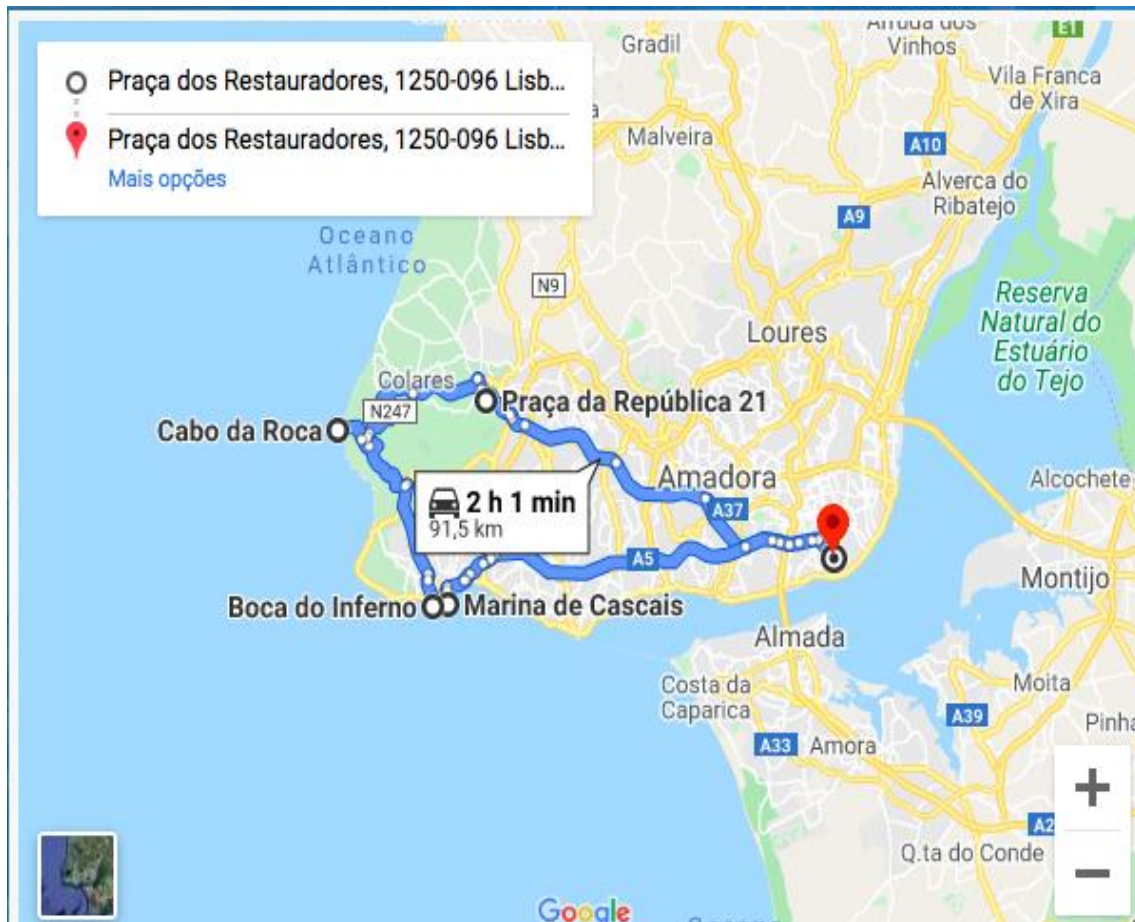 Praça dos Restauradores, 1250-096 Lisb...
Praça dos Restauradores, 1250-096 Lisb...
Mais opções
Gradil
Vinhos
E1
Vila Franca
de Xira
Malveira
A10
Alverca do
Ribatejo
A9
Oceano
Atlântico
N9
Reserva
Natural do
Estuário
do Tejo
Loures
Colares
N247
Praça da República 21
Cabo da Roca
Amadora
Alcochete
2 h 1 min
91,5 km
A37
A5
Montijo
Boca do Inferno
Marina de Cascais
Almada
Costa da
Caparica
Moita
A39
Pinha
A33
Amora
A2
Q.ta do Conde
Google